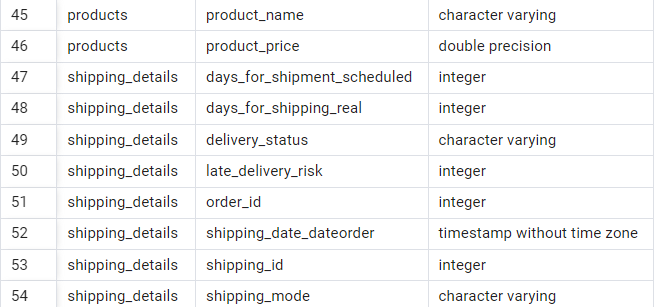 45 products product_name character varying
46 products product_price double precision
47 shipping_details days_for_shipment_scheduled integer
48 shipping_details days_for_shipping_real integer
49 shipping_details delivery_status character varying
50 shipping_details late_delivery_risk integer
51 shipping_details order_id integer
52 shipping_details shipping_date_dateorder timestamp without time zone
53 shipping_details shipping_id integer
54 shipping_details shipping_mode character varying